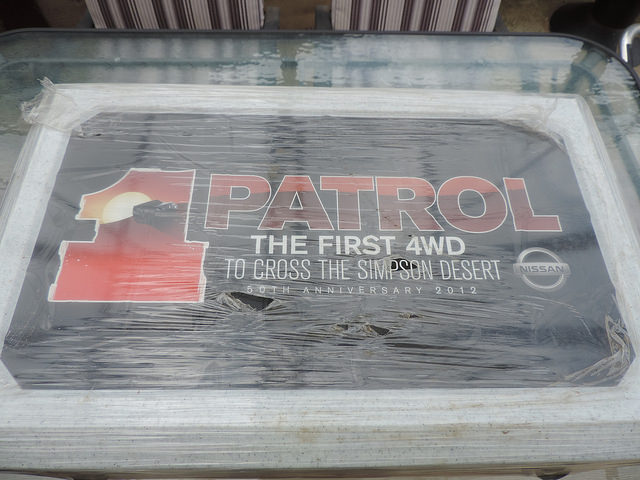 1 PATROL
THE FIRST 4WD
TO CROSS THE SIMPSON DESERT
50TH ANNIVERSARY 2012
NISSAN